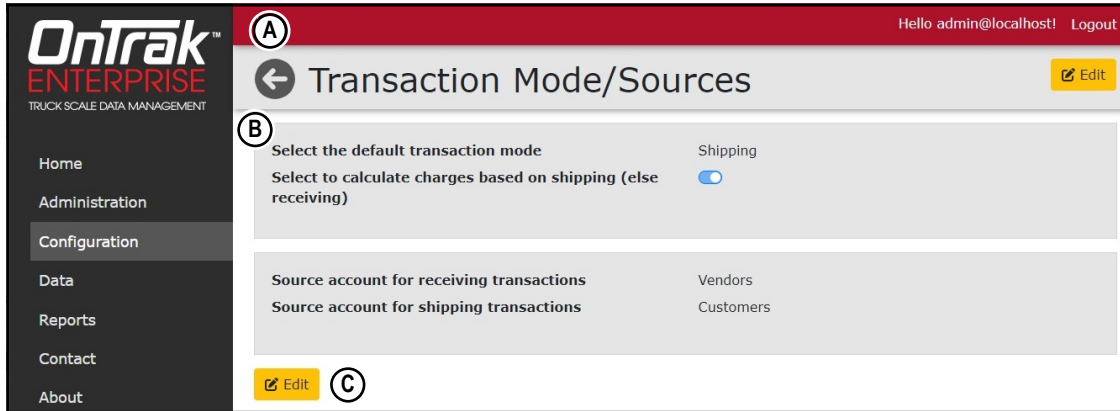 OnTrak™
ENTERPRISE
TRUCK SCALE DATA MANAGEMENT
Home
Administration
Configuration
Data
Reports
Contact
About
A
Hello admin@localhost! Logout
Transaction Mode/Sources
Edit
B
Select the default transaction mode Shipping
Select to calculate charges based on shipping (else
receiving)
Source account for receiving transactions Vendors
Source account for shipping transactions Customers
Edit
C